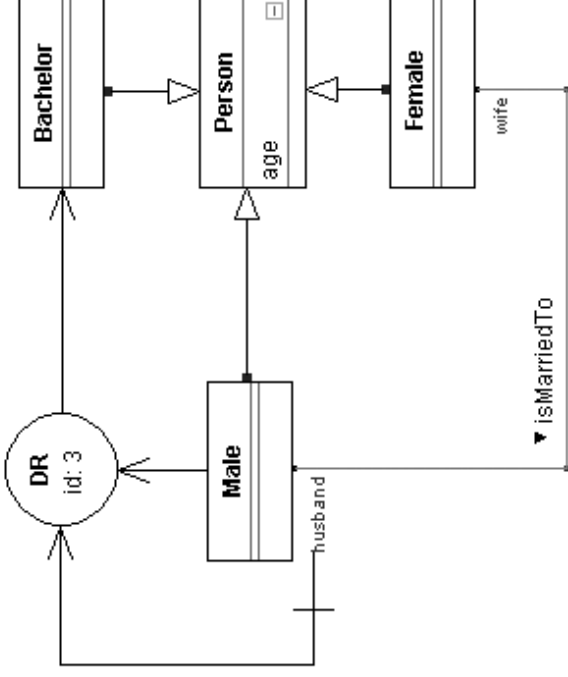 Bachelor
Person
age
Female
wife
DR
id: 3
Male
husband
▼ isMarriedTo